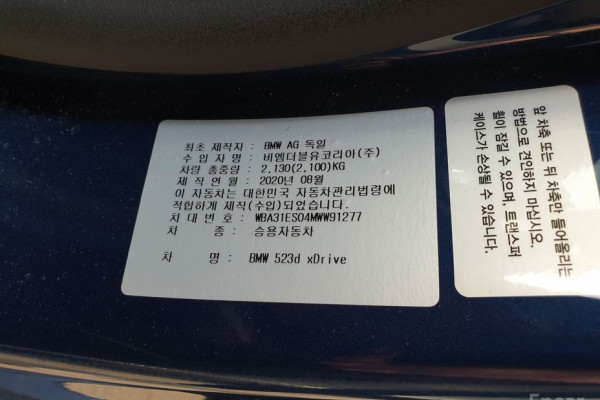 최초 제작자 : BMW AG 독일
수 입 자 명 : 비엠더블유코리아(주)
차량 총중량 : 2,130(2,100)KG
제 작 연 월 : 2020년 08월
이 자동차는 대한민국 자동차관리법령에
적합하게 제작(수입)되었습니다.
차 대 번 호 : WBA31ES04MWW91277
차 종 : 승용자동차
차 명 : BMW 523d xDrive
앞 차축 또는 뒤 차축만 들어올리는
방법으로 견인하지 마십시오.
휠이 잠길 수 있으며, 트랜스퍼
케이스가 손상될 수 있습니다.
Encar